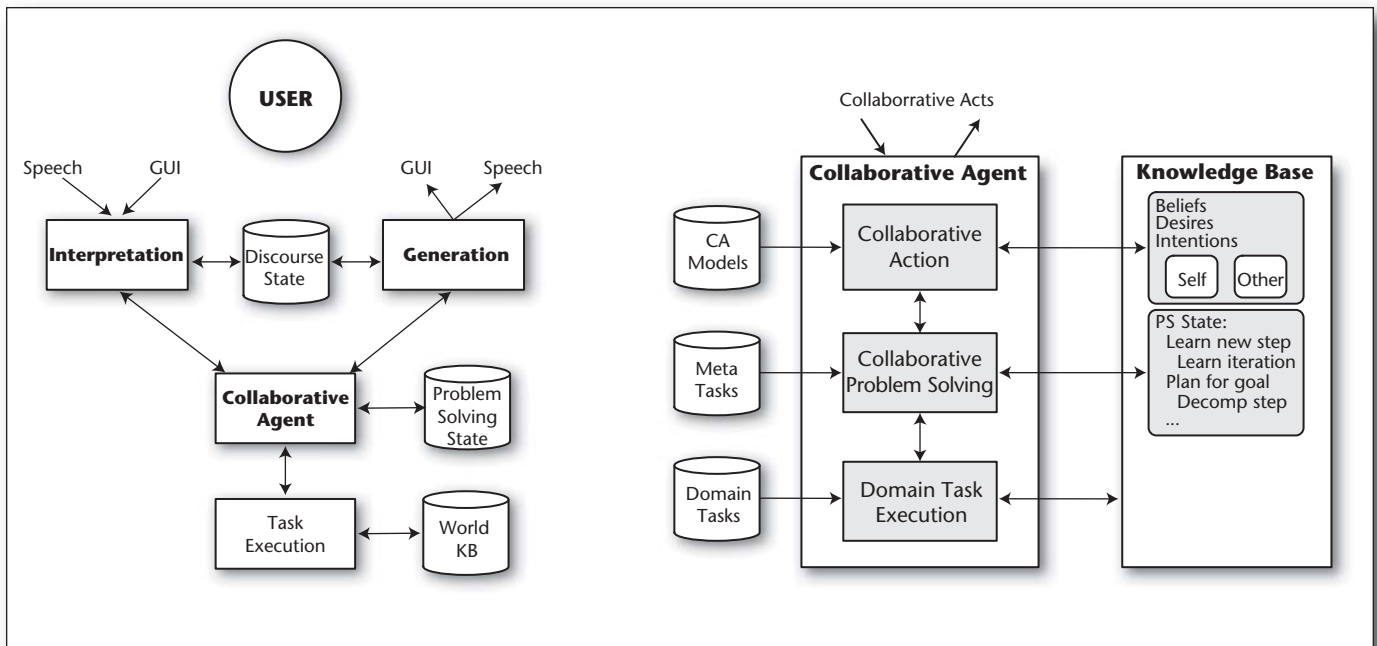 USER
Speech
GUI
GUI
Speech
Interpretation
Discourse
State
Generation
Collaborative
Agent
Problem
Solving
State
Task
Execution
World
KB
Collaborrative Acts
Collaborative Agent
Knowledge Base
CA
Models
Collaborative
Action
Beliefs
Desires
Intentions
Self
Other
Meta
Tasks
Collaborative
Problem Solving
PS State:
Learn new step
Learn iteration
Plan for goal
Decomp step
...
Domain
Tasks
Domain Task
Execution